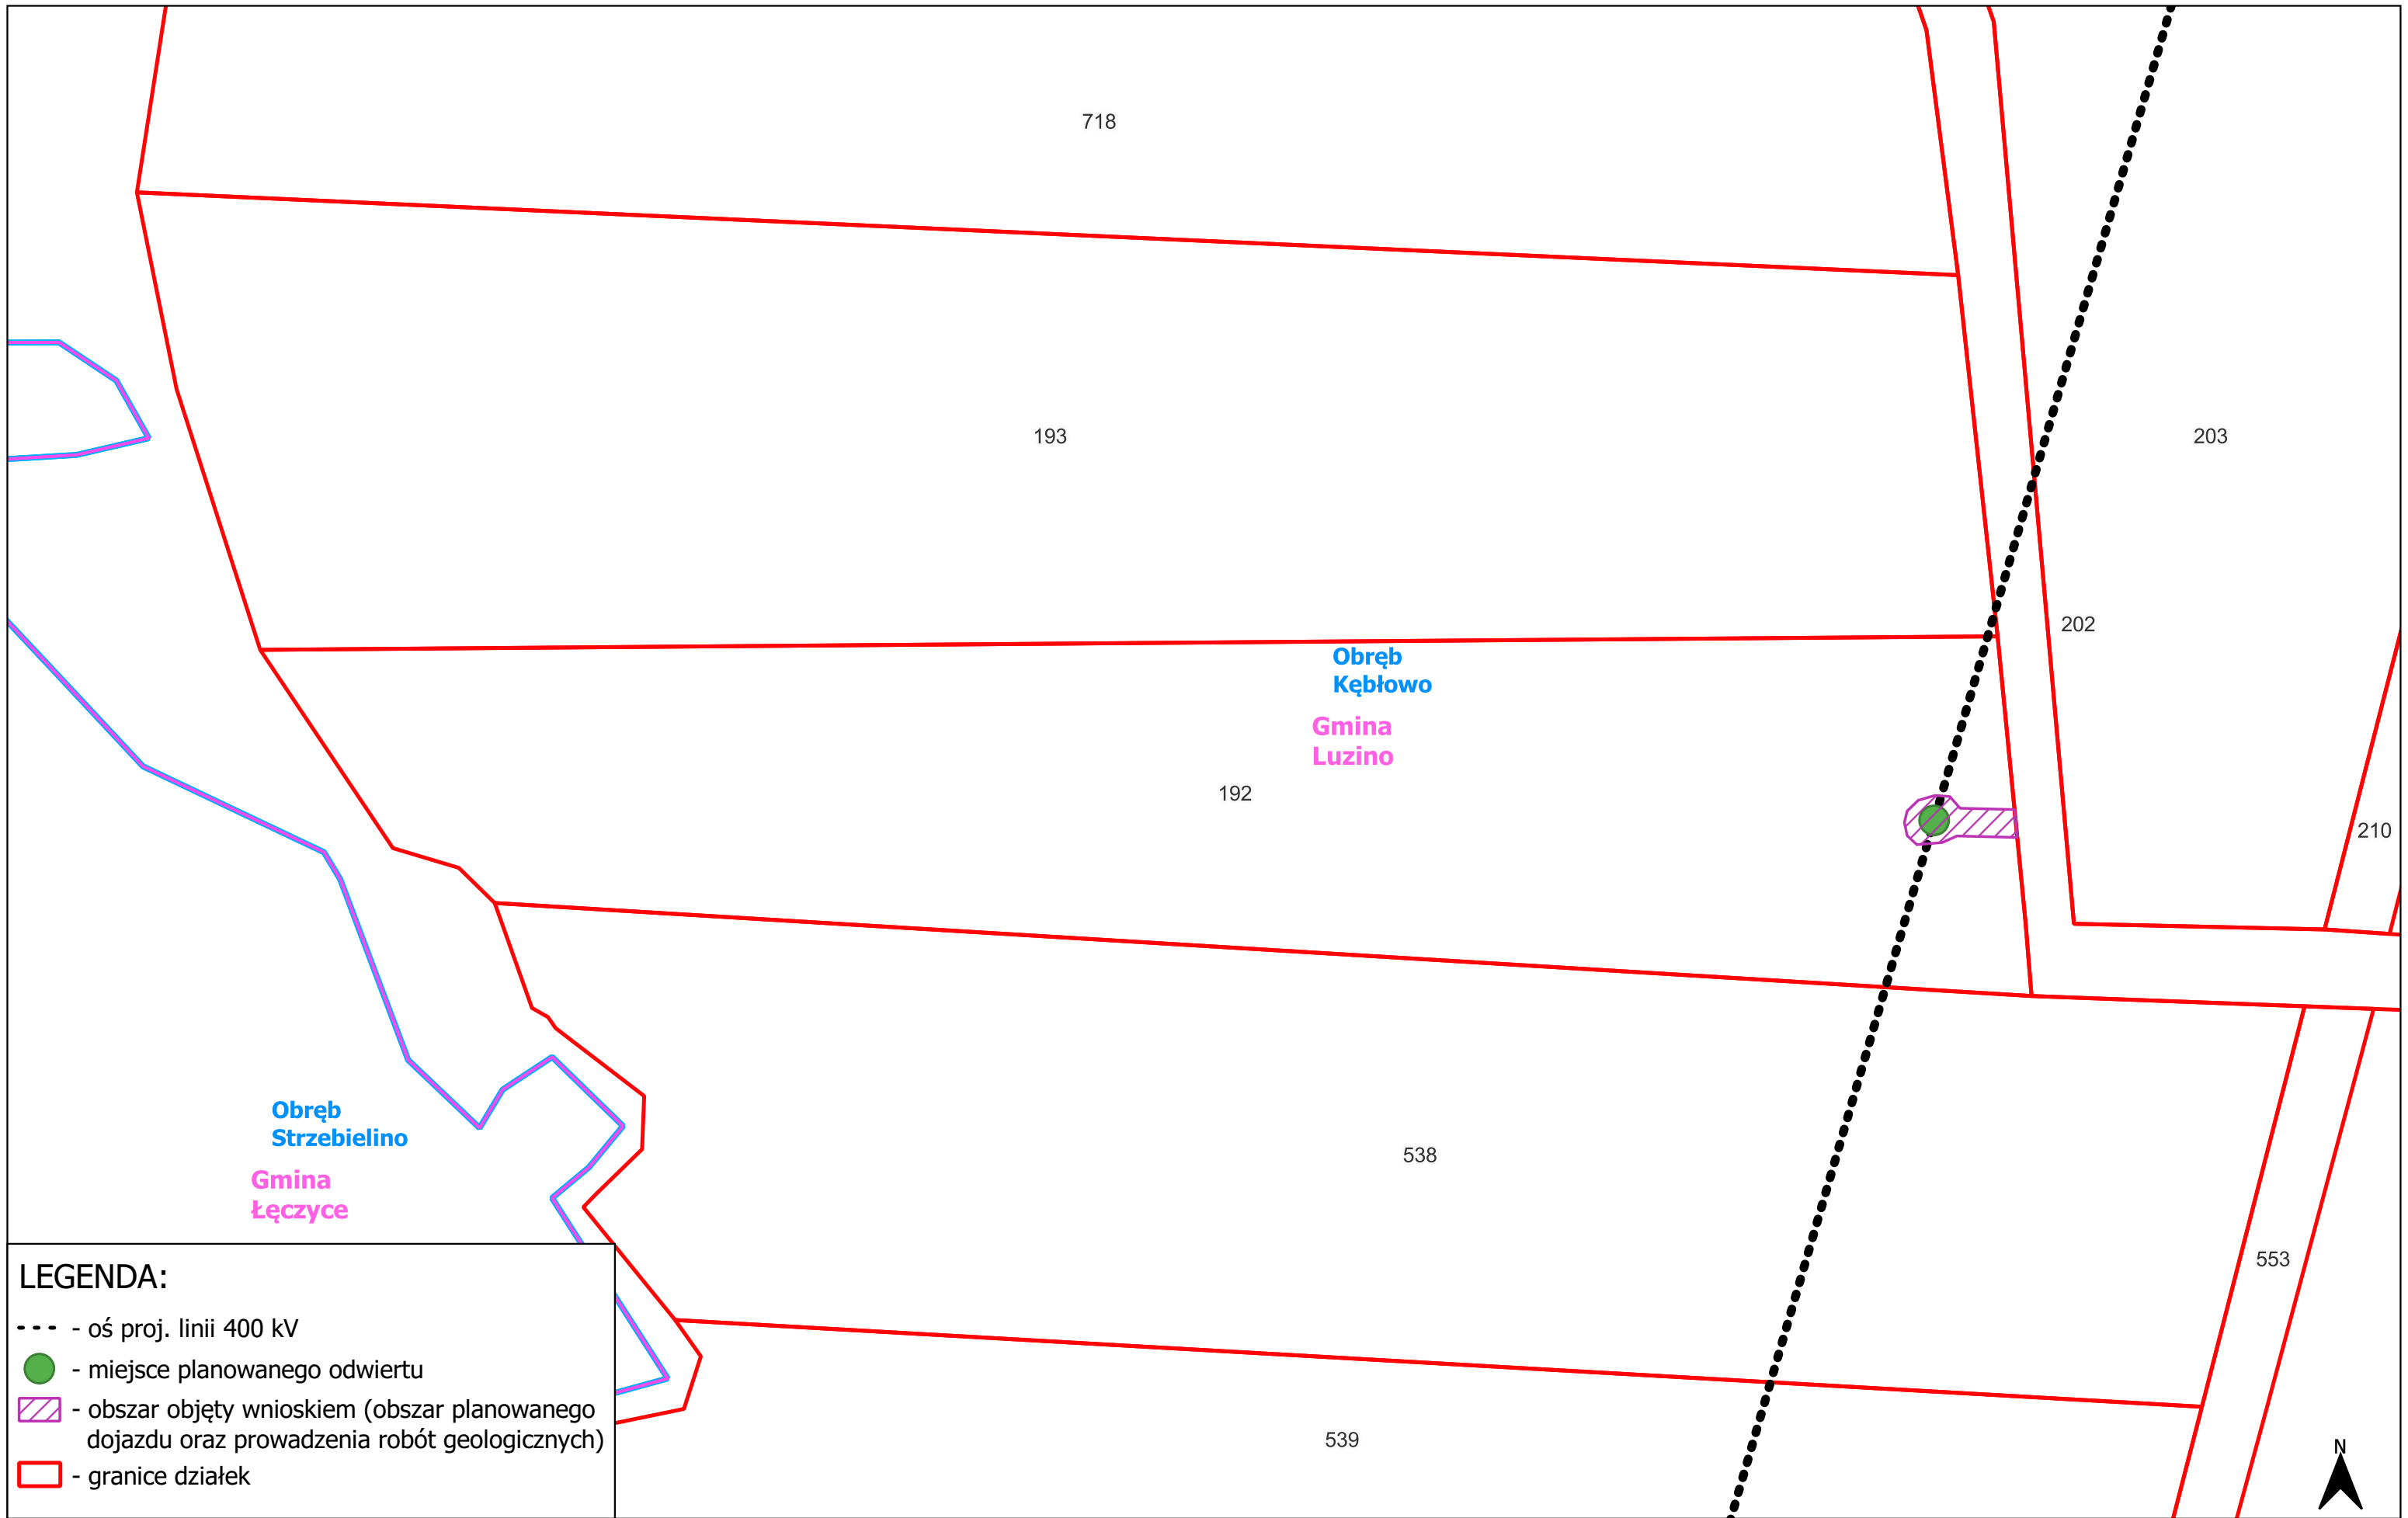 718
193
203
202
Obręb
Kębłowo
Gmina
Luzino
192
210
Obręb
Strzebielino
Gmina
Łęczyce
538
553
539
LEGENDA:
- oś proj. linii 400 kV
- miejsce planowanego odwiertu
- obszar objęty wnioskiem (obszar planowanego
dojazdu oraz prowadzenia robót geologicznych)
- granice działek
N